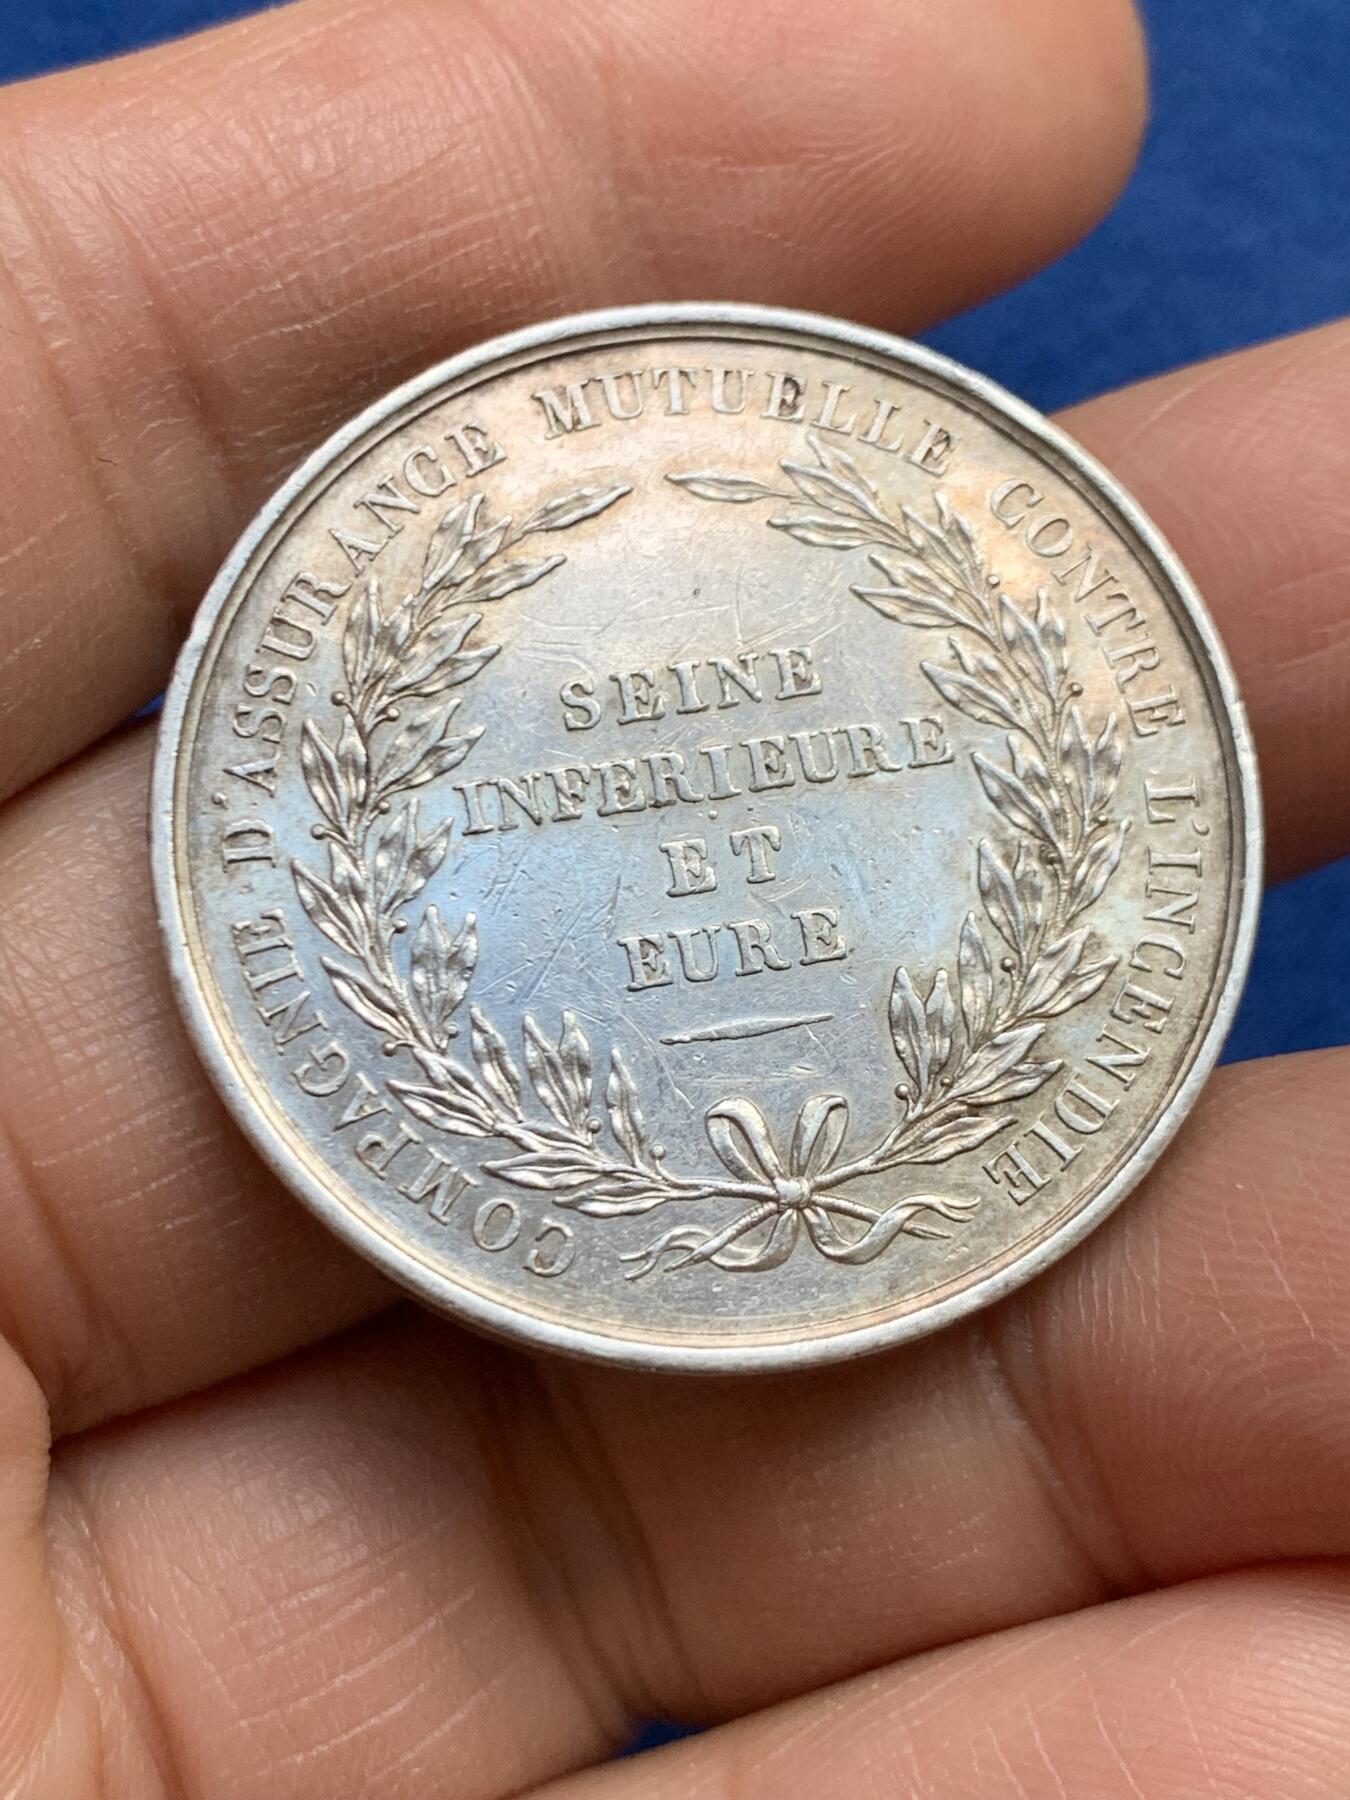 COMPAGNIE D'ASSURANCE MUTUELLE CONTRE L'INCENDIE
SEINE
INFERIEURE
ET
EURE